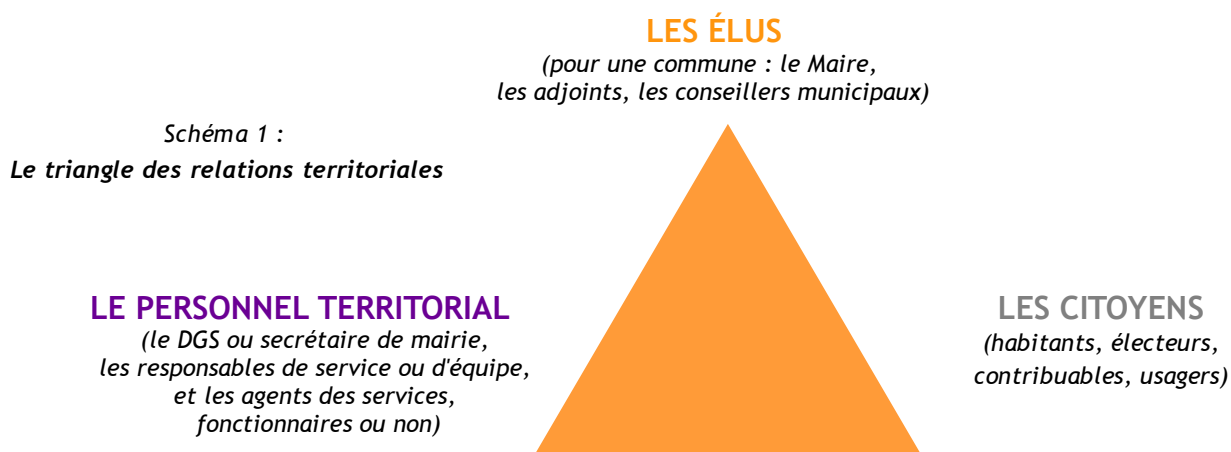 LES ÉLUS
(pour une commune : le Maire,
les adjoints, les conseillers municipaux)
Schéma 1 :
Le triangle des relations territoriales
LE PERSONNEL TERRITORIAL
(le DGS ou secrétaire de mairie,
les responsables de service ou d'équipe,
et les agents des services,
fonctionnaires ou non)
LES CITOYENS
(habitants, électeurs,
contribuables, usagers)